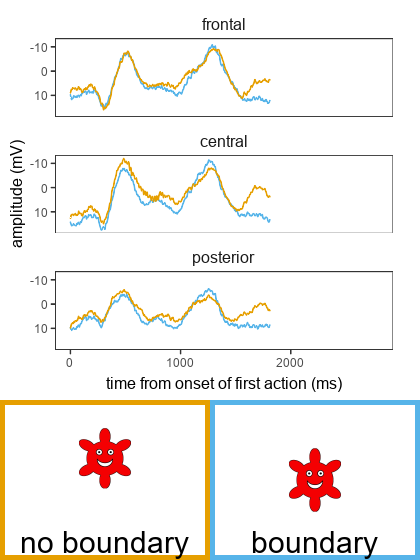 frontal
-10
0
10
central
-10
0
10
posterior
-10
0
10
amplitude (mV)
0 1000 2000
time from onset of first action (ms)
no boundary boundary